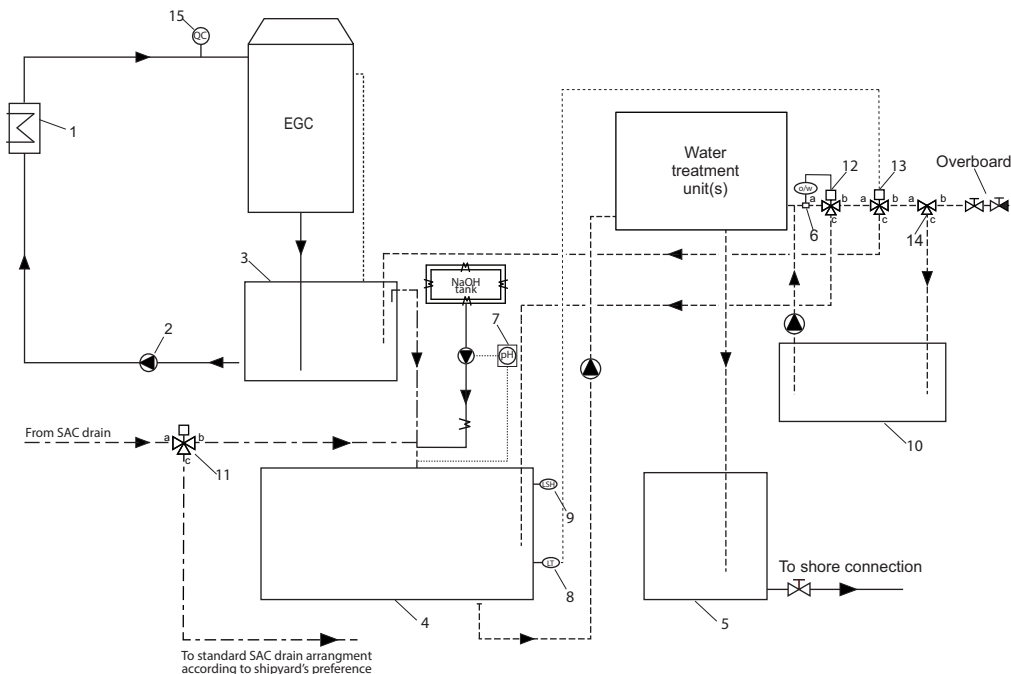 15
QC
EGC
1
Water
treatment
unit(s)
12
13
Overboard
o/w
a
b
c
6
a
b
c
a
b
c
14
3
NaOH
tank
7
pH
2
From SAC drain
a
b
c
11
10
LSH
9
LT
8
4
5
To shore connection
To standard SAC drain arrangment
according to shipyard's preference